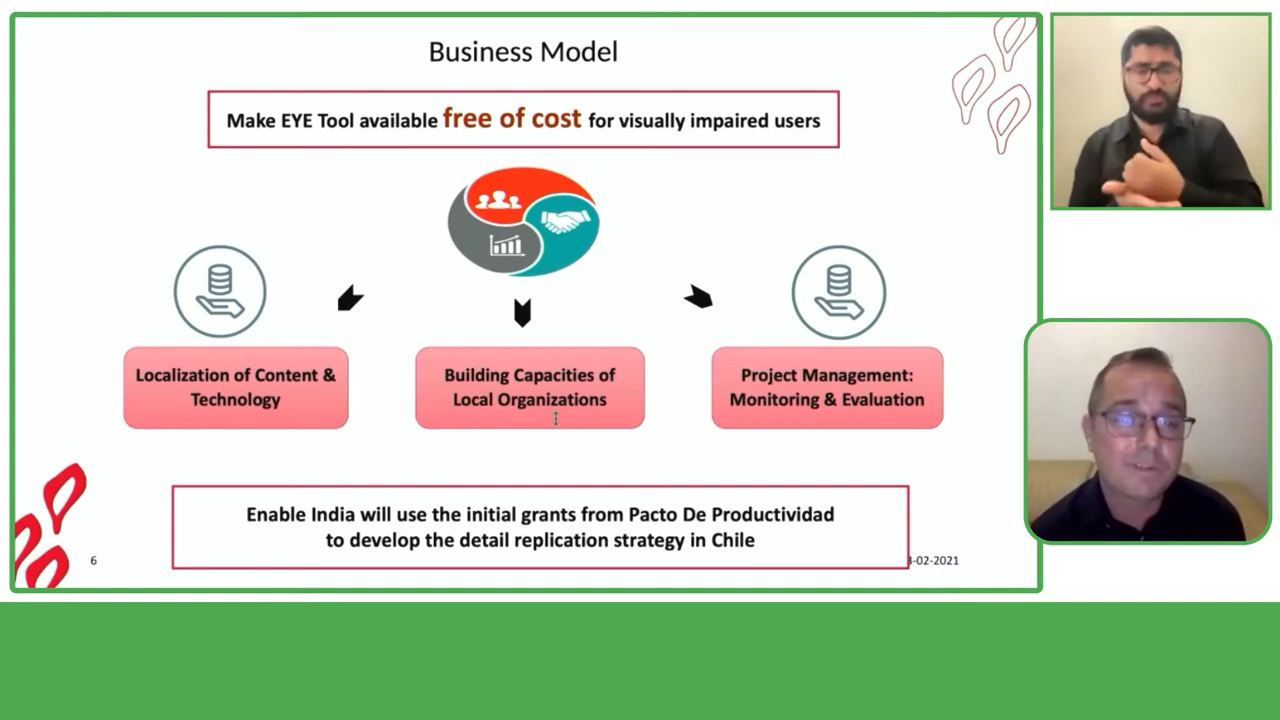 Business Model
Make EYE Tool available free of cost for visually impaired users
Localization of Content &
Technology
Building Capacities of
Local Organizations
Project Management:
Monitoring & Evaluation
Enable India will use the initial grants from Pacto De Productividad
to develop the detail replication strategy in Chile
6
-02-2021